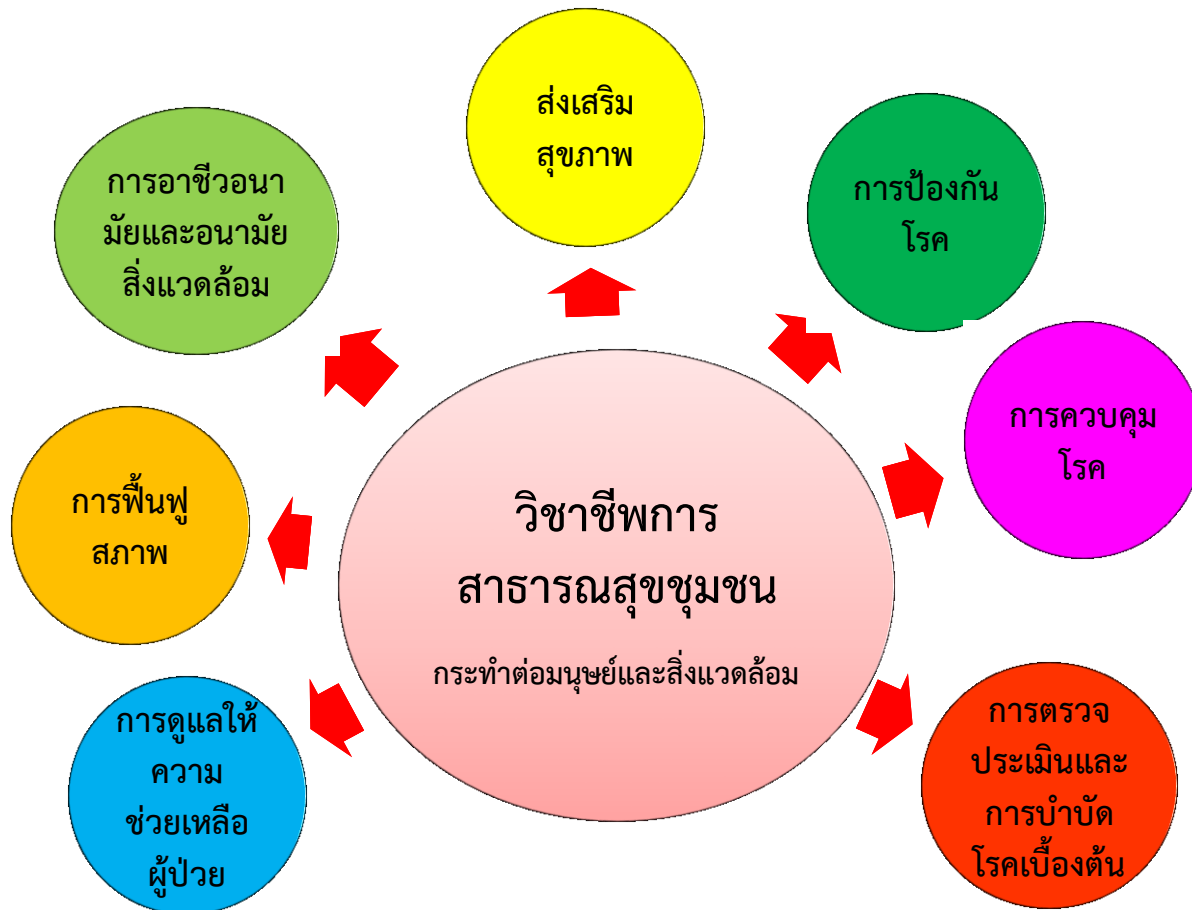 ส่งเสริม
สุขภาพ
การป้องกัน
โรค
การอาชีวอนา
มัยและอนามัย
สิ่งแวดล้อม
การควบคุม
โรค
การฟื้นฟู
สภาพ
วิชาชีพการ
สาธารณสุขชุมชน
กระทำต่อมนุษย์และสิ่งแวดล้อม
การดูแลให้
ความ
ช่วยเหลือ
ผู้ป่วย
การตรวจ
ประเมินและ
การบำบัด
โรคเบื้องต้น